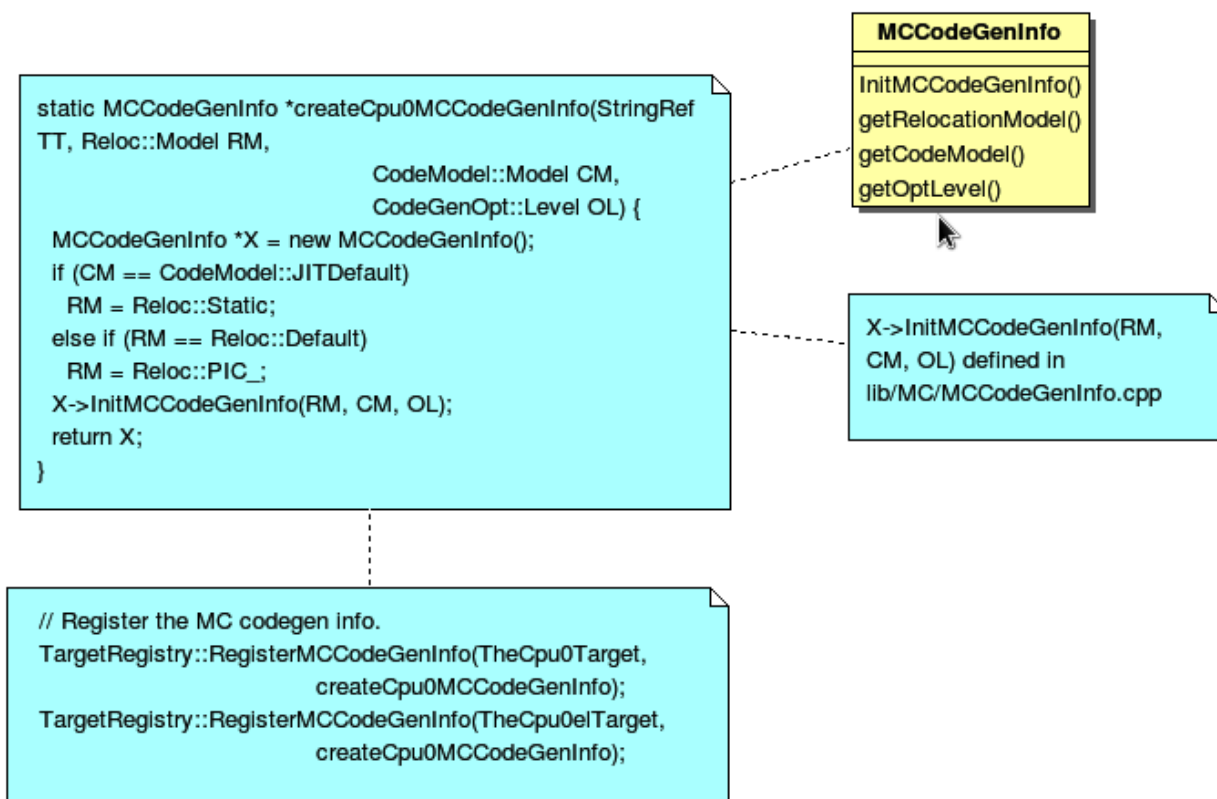 MCCodeGenInfo
InitMCCodeGenInfo()
getRelocationModel()
getCodeModel()
getOptLevel()
static MCCodeGenInfo *createCpu0MCCodeGenInfo(StringRef
TT, Reloc::Model RM,
CodeModel::Model CM,
CodeGenOpt::Level OL) {
MCCodeGenInfo *X = new MCCodeGenInfo();
if (CM == CodeModel::JITDefault)
RM = Reloc::Static;
else if (RM == Reloc::Default)
RM = Reloc::PIC_;
X->InitMCCodeGenInfo(RM, CM, OL);
return X;
}
X->InitMCCodeGenInfo(RM,
CM, OL) defined in
lib/MC/MCCodeGenInfo.cpp
// Register the MC codegen info.
TargetRegistry::RegisterMCCodeGenInfo(TheCpu0Target,
createCpu0MCCodeGenInfo);
TargetRegistry::RegisterMCCodeGenInfo(TheCpu0elTarget,
createCpu0MCCodeGenInfo);